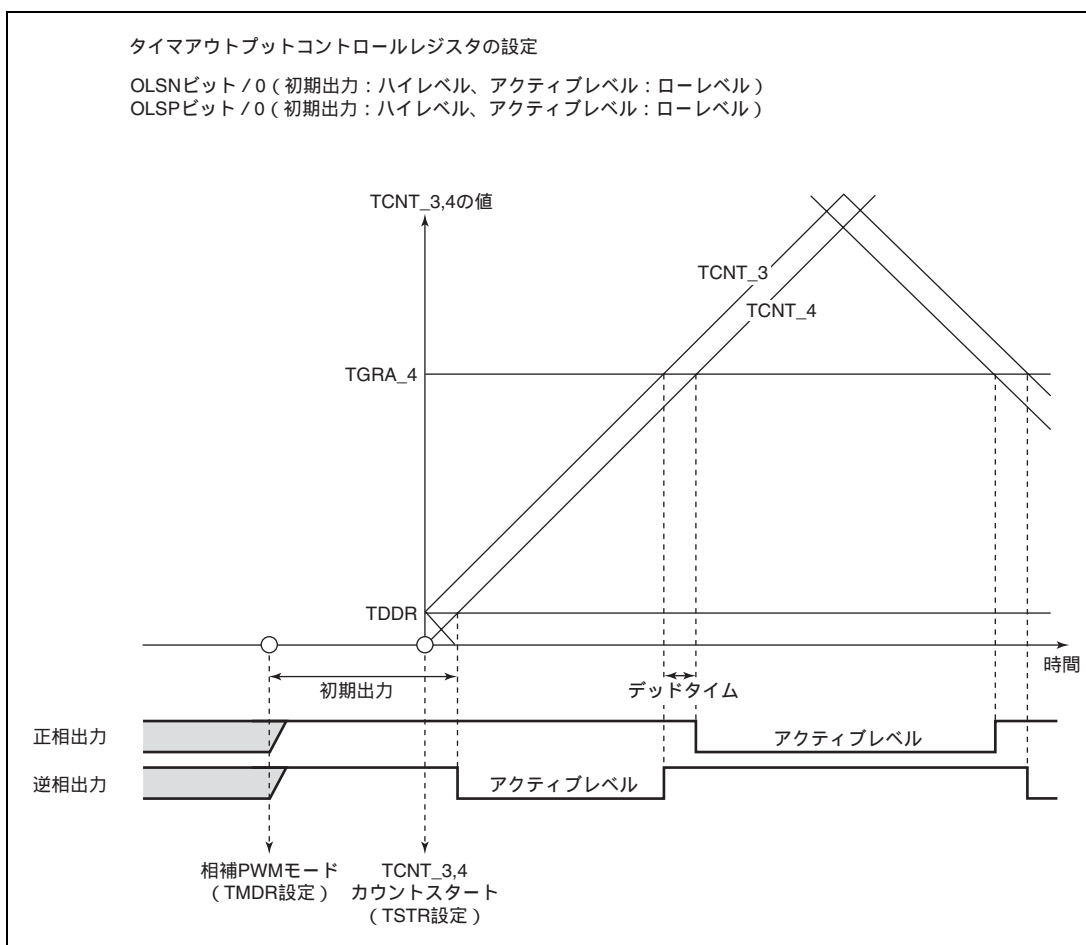 タイマアウトプットコントロールレジスタの設定
OLSNビット / 0 ( 初期出力 : ハイレベル、アクティブレベル : ローレベル )
OLSPビット / 0 ( 初期出力 : ハイレベル、アクティブレベル : ローレベル )
TCNT_3,4の値
TCNT_3
TCNT_4
TGRA_4
TDDR
時間
初期出力
デッドタイム
正相出力
アクティブレベル
逆相出力
アクティブレベル
相補PWMモード
( TMDR設定 )
TCNT_3,4
カウントスタート
( TSTR設定 )